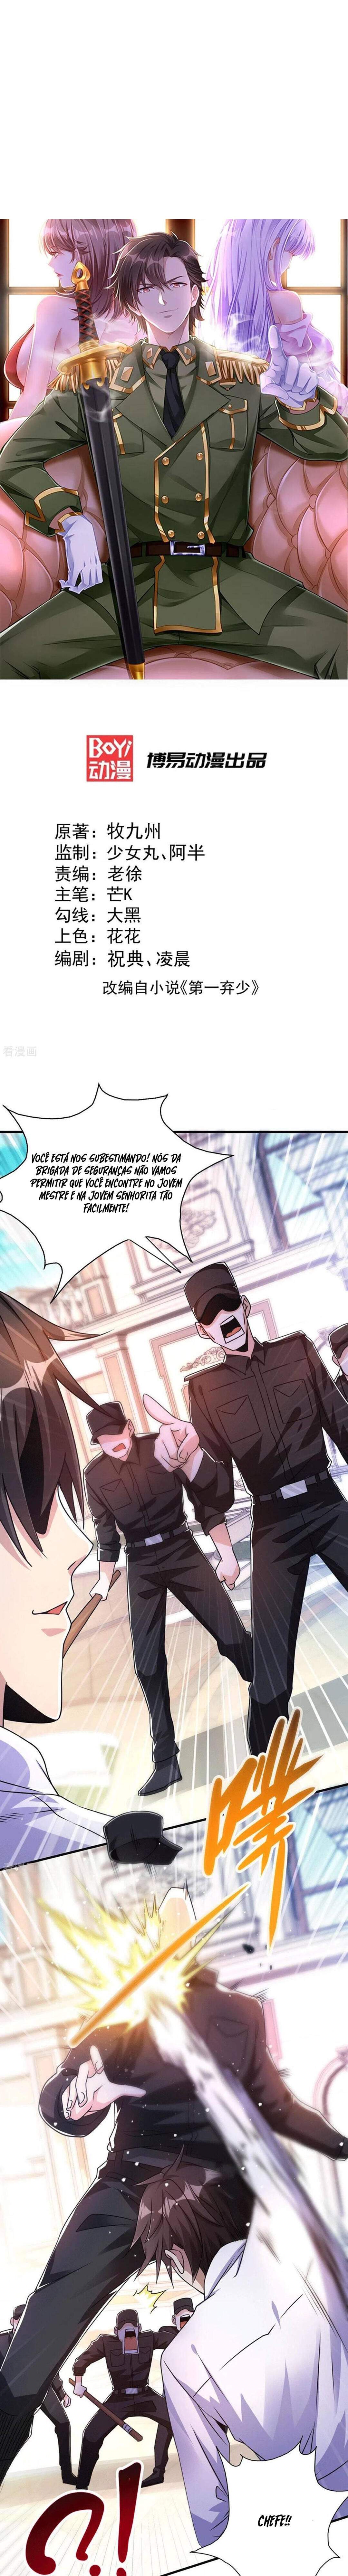 BOYi
动漫
博易动漫出品
原著：牧九州
监制：少女丸、阿半
责编：老徐
主笔：芒K
勾线：大黑
上色：花花
编剧：祝典、凌晨
改编自小说《第一弃少》
看漫画
VOCÊ ESTÁ NOS SUBESTIMANDO! NÓS DA
BRIGADA DE SEGURANÇAS NÃO VAMOS
PERMITIR QUE VOCÊ ENCONTRE NO JOVEM
MESTRE E NA JOVEM SENHORITA TÃO
FACILMENTE!
?!
CHEFE!!